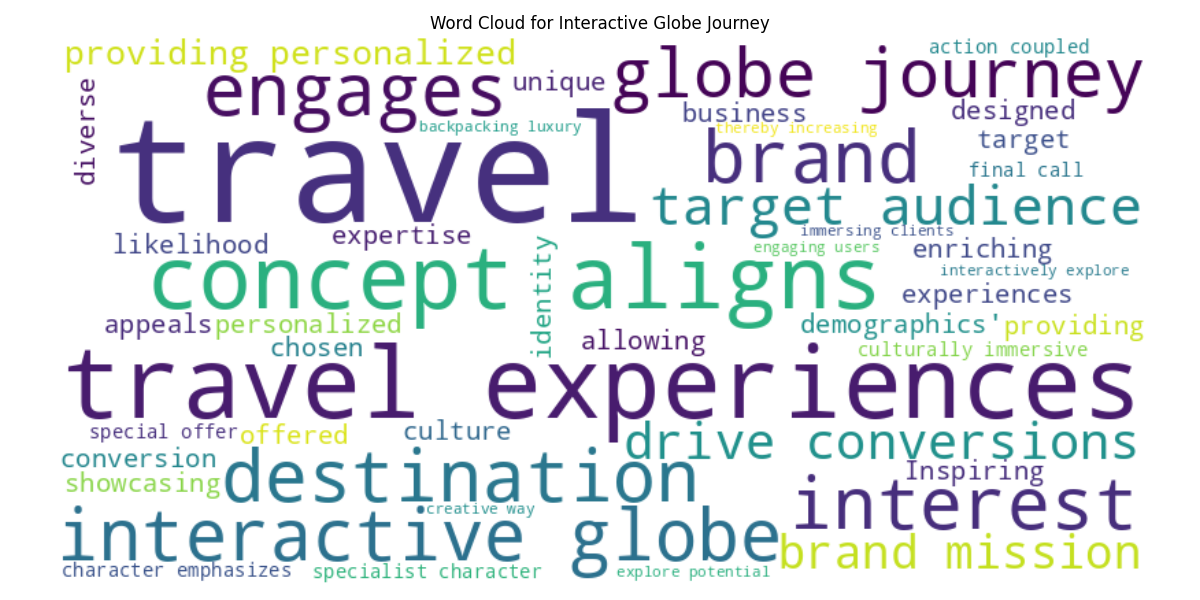 Word Cloud for Interactive Globe Journey
providing personalized
action coupled
engages
unique
globe journey
diverse
business
designed
backpacking luxury
thereby increasing
travel
brand
target
final call
target audience
likelihood
expertise
immersing clients
identity
engaging users
enriching
concept aligns
interactively explore
experiences
appeals
personalized
demographics'
providing
chosen
allowing
culturally immersive
travel experiences
special offer
offered
culture
drive conversions
conversion
showcasing
destination
Inspiring
interest
creative way
interactive globe
brand mission
character emphasizes
specialist character
explore potential